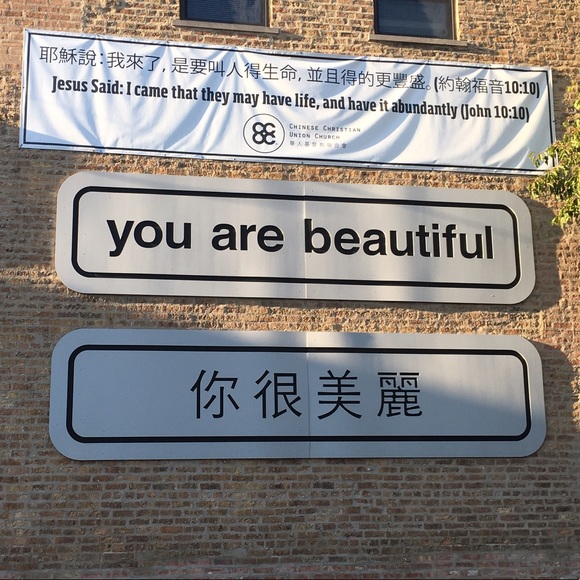 耶穌說：我來了，是要叫人得生命，並且得的更豐盛。(約翰福音10:10)
Jesus Said: I came that they may have life, and have it abundantly (John 10:10)
Chinese Christian
Union Church
you are beautiful
你很美麗